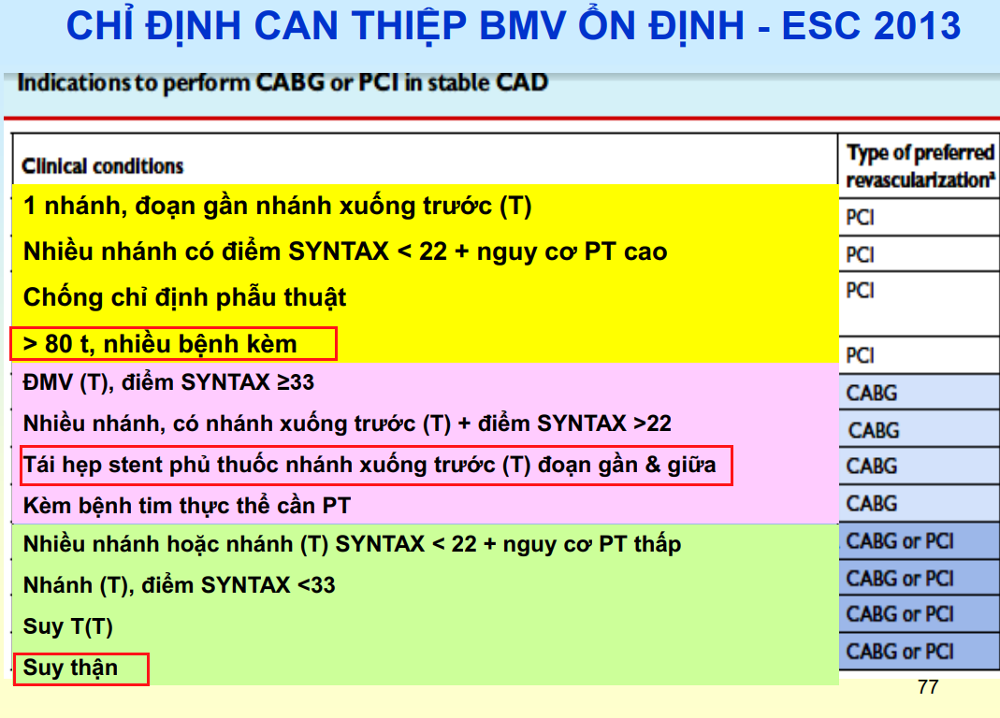 CHỈ ĐỊNH CAN THIỆP BMV ỔN ĐỊNH - ESC 2013
Indications to perform CABG or PCI in stable CAD
Clinical conditions
Type of preferred
revascularizationª
1 nhánh, đoạn gần nhánh xuống trước (T)
PCI
Nhiều nhánh có điểm SYNTAX < 22 + nguy cơ PT cao
PCI
Chống chỉ định phẫu thuật
PCI
> 80 t, nhiều bệnh kèm
PCI
ĐMV (T), điểm SYNTAX ≥33
CABG
Nhiều nhánh, có nhánh xuống trước (T) + điểm SYNTAX >22
CABG
Tái hẹp stent phủ thuốc nhánh xuống trước (T) đoạn gần & giữa
CABG
Kèm bệnh tim thực thể cần PT
CABG
Nhiều nhánh hoặc nhánh (T) SYNTAX < 22 + nguy cơ PT thấp
CABG or PCI
Nhánh (T), điểm SYNTAX <33
CABG or PCI
Suy T(T)
CABG or PCI
Suy thận
CABG or PCI
77